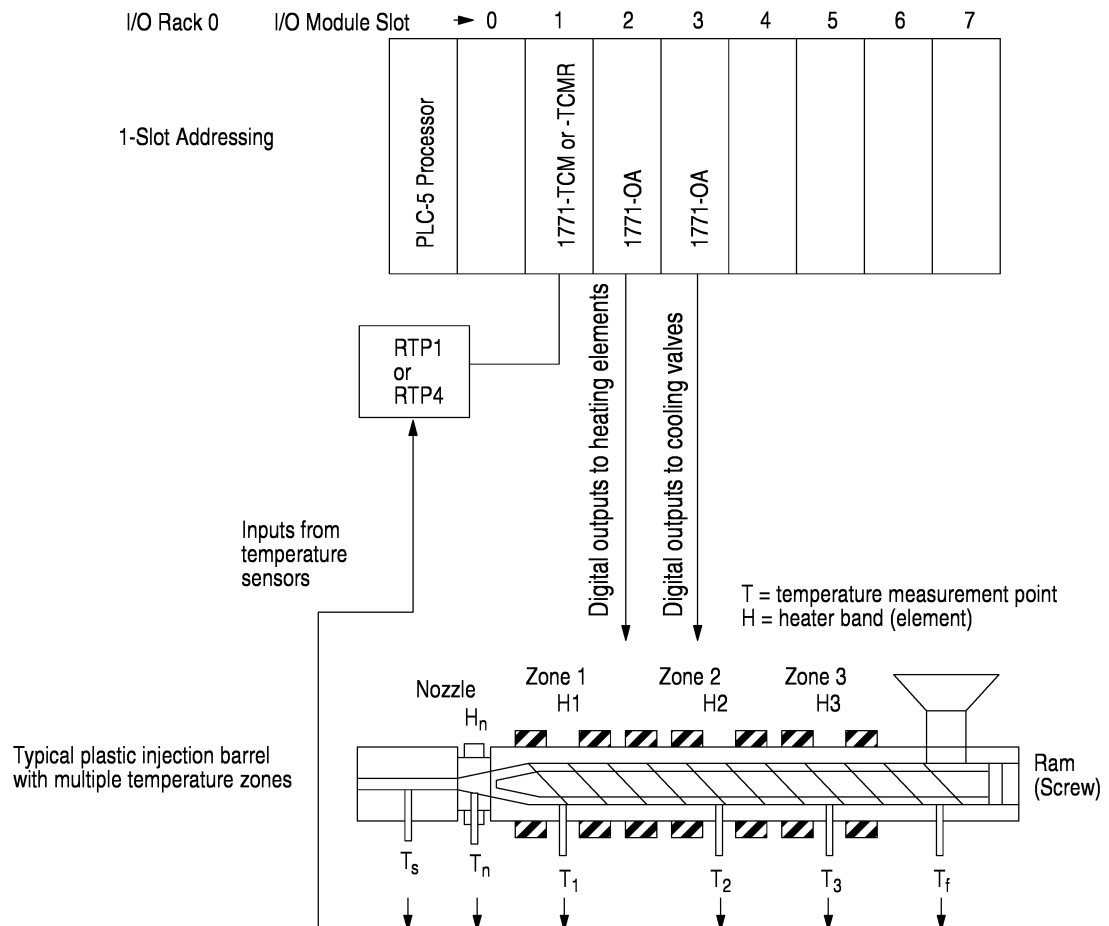 I/O Rack 0 I/O Module Slot 0 1 2 3 4 5 6 7
1-Slot Addressing
PLC-5 Processor
1771-TCM or -TCMR
1771-OA
1771-OA
RTP1
or
RTP4
Digital outputs to heating elements
Digital outputs to cooling valves
Inputs from
temperature
sensors
T = temperature measurement point
H = heater band (element)
Nozzle
Hn
Zone 1
H1
Zone 2
H2
Zone 3
H3
Typical plastic injection barrel
with multiple temperature zones
Ram
(Screw)
Ts
Tn
T1
T2
T3
Tf